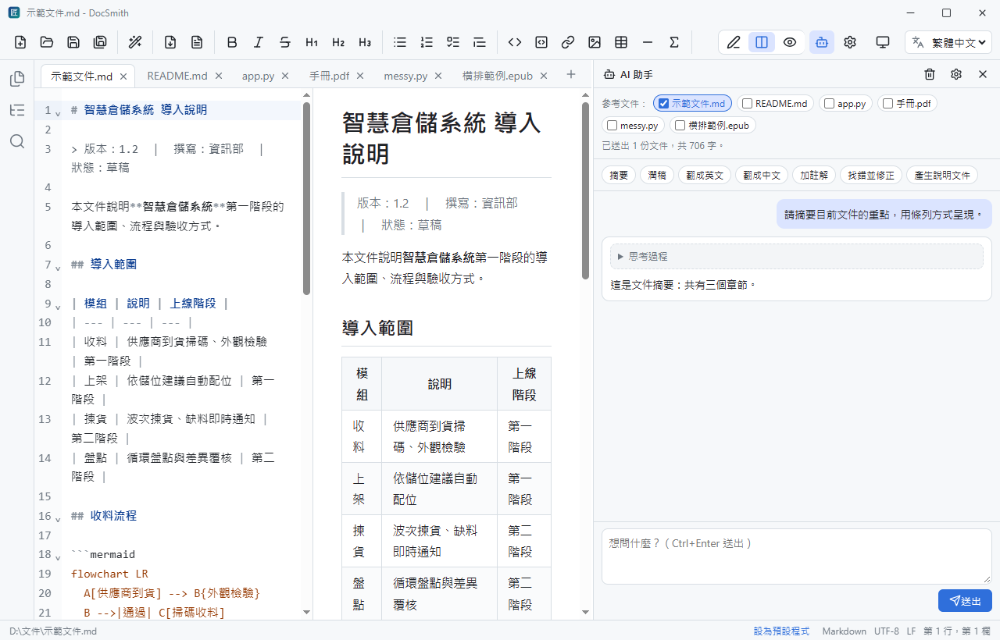 示範文件.md - DocSmith
B I S H1 H2 H3
繁體中文
示範文件.md
README.md
app.py
手冊.pdf
messy.py
橫排範例.epub
1 # 智慧倉儲系統 導入說明
2
3 > 版本：1.2 ｜ 撰寫：資訊部 ｜
狀態：草稿
4
5 本文件說明**智慧倉儲系統**第一階段的
導入範圍、流程與驗收方式。
6
7 ## 導入範圍
8
9 | 模組 | 說明 | 上線階段 |
10 | --- | --- | --- |
11 | 收料 | 供應商到貨掃碼、外觀檢驗
| 第一階段 |
12 | 上架 | 依儲位建議自動配位 | 第一
階段 |
13 | 揀貨 | 波次揀貨、缺料即時通知 |
第二階段 |
14 | 盤點 | 循環盤點與差異覆核 | 第二
階段 |
15
16 ## 收料流程
17
18 ```mermaid
19 flowchart LR
20 A[供應商到貨] --> B{外觀檢驗}
21 B -->|通過| C[掃碼收料]
智慧倉儲系統 導入
說明
版本：1.2 ｜ 撰寫：資訊部
｜ 狀態：草稿
本文件說明智慧倉儲系統第一階段的導
入範圍、流程與驗收方式。
導入範圍
模組 說明 上線階段
收料 供應商到貨掃碼、外觀檢驗 第一階段
上架 依儲位建議自動配位 第一階段
揀貨 波次揀貨、缺料即時通知 第二階段
盤點 循環盤點與差異覆核 第二階段
AI 助手
參考文件： 示範文件.md README.md app.py 手冊.pdf
messy.py 橫排範例.epub
已送出 1 份文件，共 706 字。
摘要 潤稿 翻成英文 翻成中文 加註解 找錯並修正 產生說明文件
請摘要目前文件的重點，用條列方式呈現。
思考過程
這是文件摘要：共有三個章節。
想問什麼？（Ctrl+Enter 送出）
送出
D:\文件\示範文件.md
設為預設程式 Markdown UTF-8 LF 第 1 行，第 1 欄